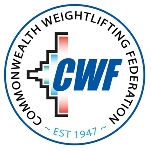 COMMONWEALTH WEIGHTLIFTING FEDERATION
CWF
~ EST 1947 ~